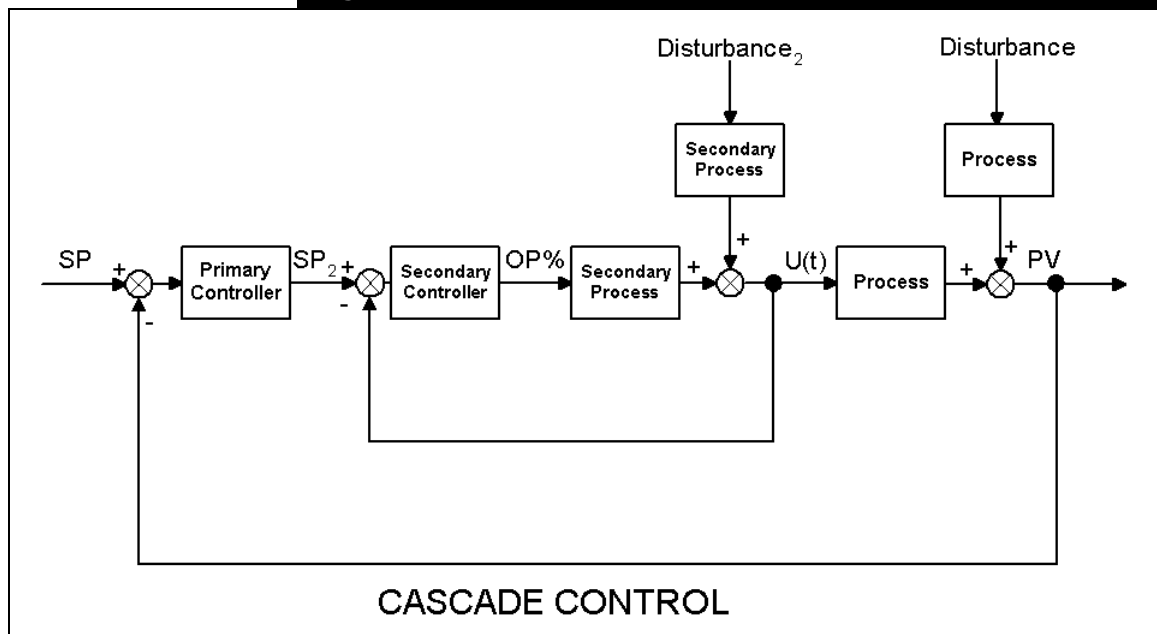 Disturbance₂
Disturbance
Secondary
Process
Process
SP
+
-
Primary
Controller
SP₂
+
-
Secondary
Controller
OP%
Secondary
Process
+
+
U(t)
Process
+
+
PV
CASCADE CONTROL